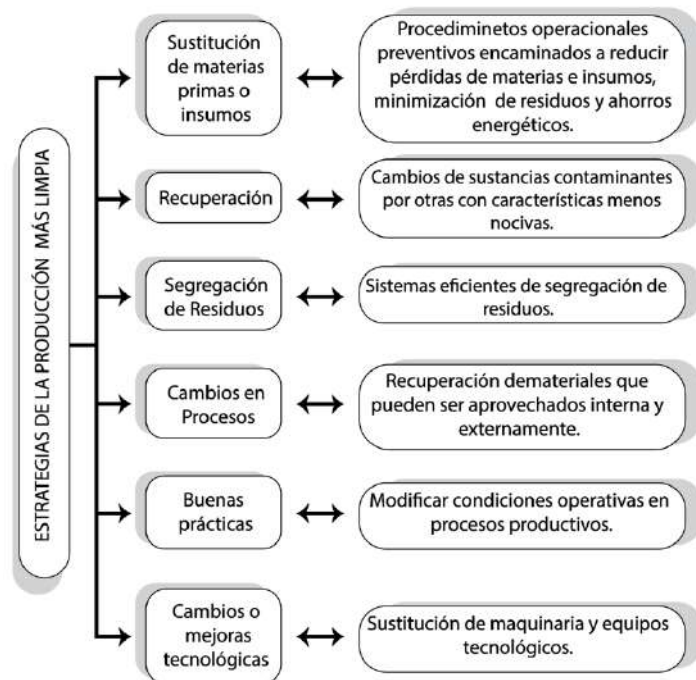 ESTRATEGIAS DE LA PRODUCCIÓN MÁS LIMPIA
Sustitución
de materias
primas o
insumos
Procediminetos operacionales
preventivos encaminados a reducir
pérdidas de materias e insumos,
minimización de residuos y ahorros
energéticos.
Recuperación
Cambios de sustancias contaminantes
por otras con características menos
nocivas.
Segregación
de Residuos
Sistemas eficientes de segregación de
residuos.
Cambios en
Procesos
Recuperación demateriales que
pueden ser aprovechados interna y
externamente.
Buenas
prácticas
Modificar condiciones operativas en
procesos productivos.
Cambios o
mejoras
tecnológicas
Sustitución de maquinaria y equipos
tecnológicos.